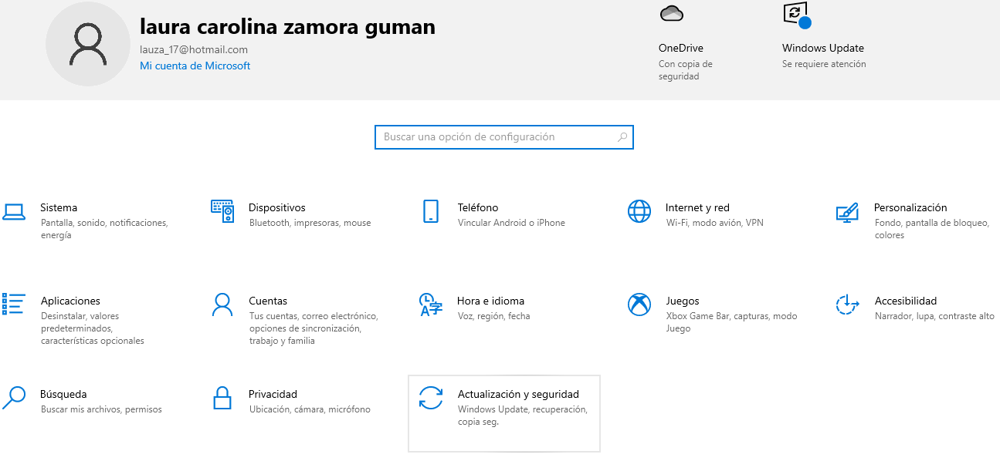 laura carolina zamora guman
lauza_17@hotmail.com
Mi cuenta de Microsoft
OneDrive
Con copia de
seguridad
Windows Update
Se requiere atención
Buscar una opción de configuración
Sistema
Pantalla, sonido, notificaciones,
energía
Dispositivos
Bluetooth, impresoras, mouse
Teléfono
Vincular Android o iPhone
Internet y red
Wi-Fi, modo avión, VPN
Personalización
Fondo, pantalla de bloqueo,
colores
Aplicaciones
Desinstalar, valores
predeterminados,
características opcionales
Cuentas
Tus cuentas, correo electrónico,
opciones de sincronización,
trabajo y familia
Hora e idioma
Voz, región, fecha
Juegos
Xbox Game Bar, capturas, modo
Juego
Accesibilidad
Narrador, lupa, contraste alto
Búsqueda
Buscar mis archivos, permisos
Privacidad
Ubicación, cámara, micrófono
Actualización y seguridad
Windows Update, recuperación,
copia seg.